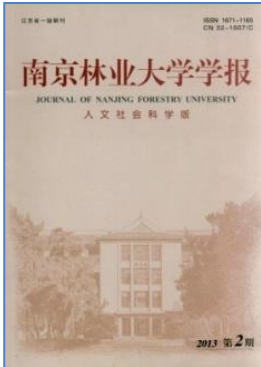 江苏省一级期刊
ISSN 1671-1165
CN 32-1607/C
南京林业大学学报
JOURNAL OF NANJING FORESTRY UNIVERSITY
人文社会科学版
2013 第2期